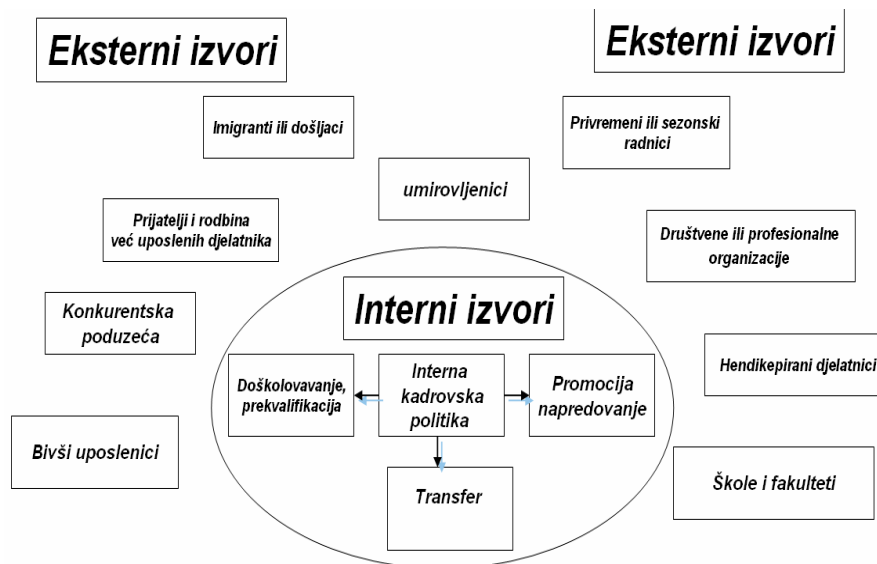 Eksterni izvori
Eksterni izvori
Imigranti ili došljaci
Privremeni ili sezonski
radnici
umirovljenici
Prijatelji i rodbina
već uposlenih djelatnika
Društvene ili profesionalne
organizacije
Konkurentska
poduzeća
Interni izvori
Hendikepirani djelatnici
Doškolovavanje,
prekvalifikacija
Interna
kadrovska
politika
Promocija
napredovanje
Bivši uposlenici
Transfer
Škole i fakulteti